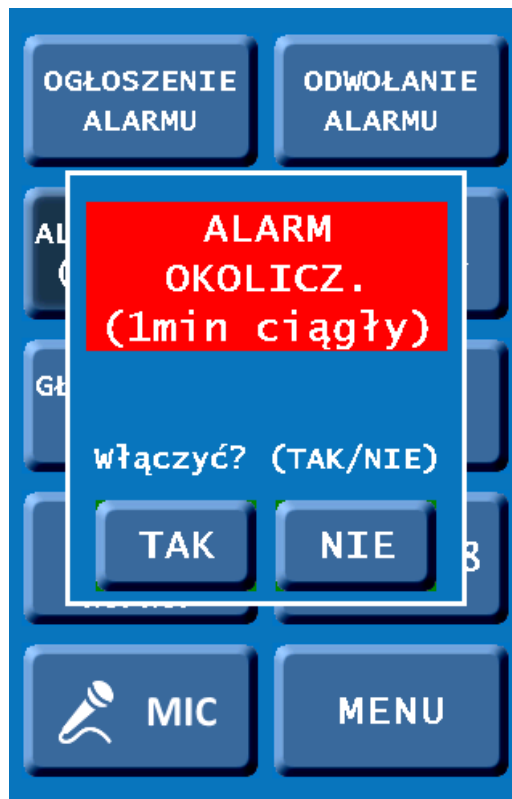 OGŁOSZENIE
ALARMU
ODWOŁANIE
ALARMU
ALARM
OKOLICZ.
(1min ciągły)
Włączyć? (TAK/NIE)
TAK
NIE
MIC
MENU